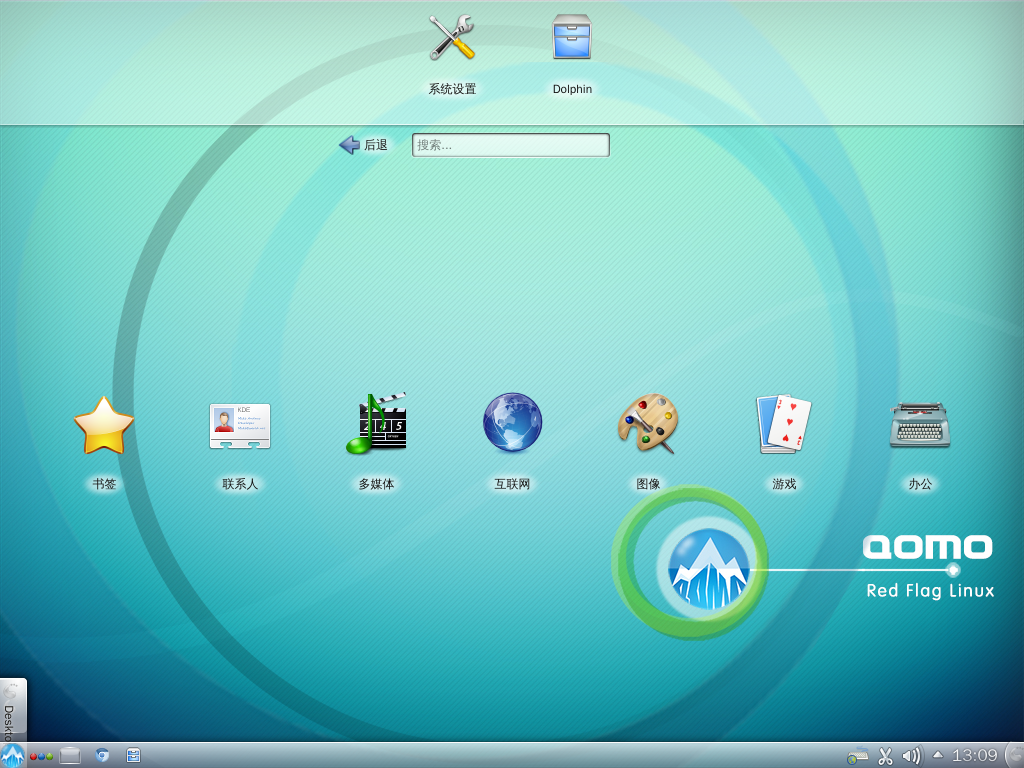 系统设置
Dolphin
后退
搜索...
KDE
2 4 5
书签
联系人
多媒体
互联网
图像
游戏
办公
qomo
Red Flag Linux
Deskto
13:09